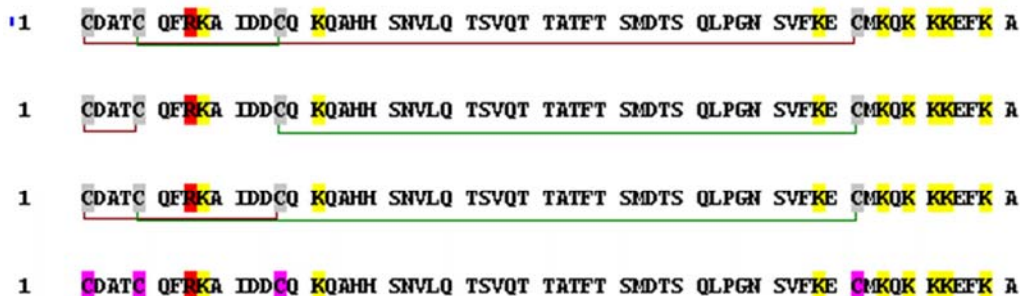 1 CDATC QFRKA IDDCQ KQAHH SNVLQ TSVQT TATFT SMDTS QLPGN SVFKE CMKQK KKEFK A
1 CDATC QFRKA IDDCQ KQAHH SNVLQ TSVQT TATFT SMDTS QLPGN SVFKE CMKQK KKEFK A
1 CDATC QFRKA IDDCQ KQAHH SNVLQ TSVQT TATFT SMDTS QLPGN SVFKE CMKQK KKEFK A
1 CDATC QFRKA IDDCQ KQAHH SNVLQ TSVQT TATFT SMDTS QLPGN SVFKE CMKQK KKEFK A